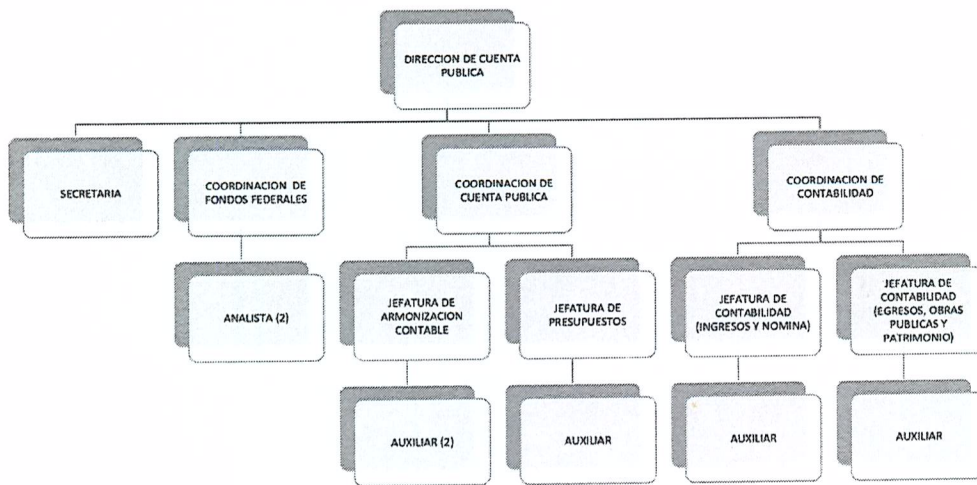 DIRECCION DE CUENTA
PUBLICA
SECRETARIA
COORDINACION DE
FONDOS FEDERALES
COORDINACION DE
CUENTA PUBLICA
COORDINACION DE
CONTABILIDAD
ANALISTA (2)
JEFATURA DE
ARMONIZACION
CONTABLE
JEFATURA DE
PRESUPUESTOS
JEFATURA DE
CONTABILIDAD
(INGRESOS Y NOMINA)
JEFATURA DE
CONTABILIDAD
(EGRESOS, OBRAS
PUBLICAS Y
PATRIMONIO)
AUXILIAR (2)
AUXILIAR
AUXILIAR
AUXILIAR